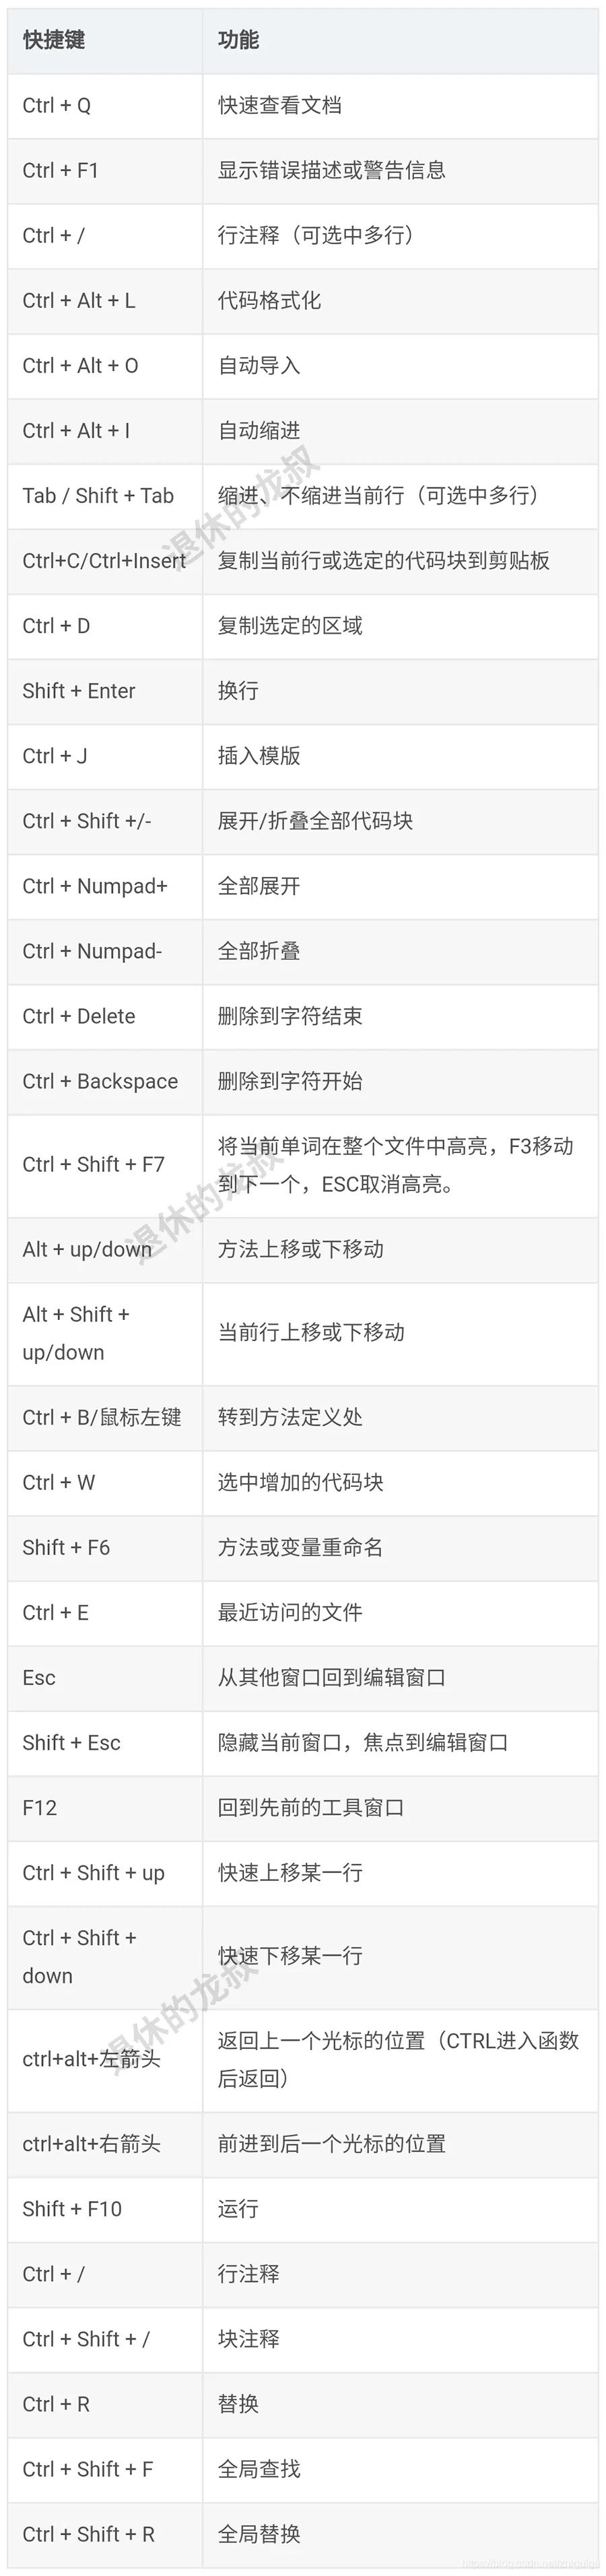 快捷键 功能
Ctrl + Q 快速查看文档
Ctrl + F1 显示错误描述或警告信息
Ctrl + / 行注释（可选中多行）
Ctrl + Alt + L 代码格式化
Ctrl + Alt + O 自动导入
Ctrl + Alt + I 自动缩进
Tab / Shift + Tab 缩进、不缩进当前行（可选中多行）
Ctrl+C/Ctrl+Insert 复制当前行或选定的代码块到剪贴板
Ctrl + D 复制选定的区域
Shift + Enter 换行
Ctrl + J 插入模版
Ctrl + Shift +/- 展开/折叠全部代码块
Ctrl + Numpad+ 全部展开
Ctrl + Numpad- 全部折叠
Ctrl + Delete 删除到字符结束
Ctrl + Backspace 删除到字符开始
Ctrl + Shift + F7 将当前单词在整个文件中高亮，F3移动
到下一个，ESC取消高亮。
Alt + up/down 方法上移或下移动
Alt + Shift +
up/down 当前行上移或下移动
Ctrl + B/鼠标左键 转到方法定义处
Ctrl + W 选中增加的代码块
Shift + F6 方法或变量重命名
Ctrl + E 最近访问的文件
Esc 从其他窗口回到编辑窗口
Shift + Esc 隐藏当前窗口，焦点到编辑窗口
F12 回到先前的工具窗口
Ctrl + Shift + up 快速上移某一行
Ctrl + Shift +
down 快速下移某一行
ctrl+alt+左箭头 返回上一个光标的位置（CTRL进入函数
后返回）
ctrl+alt+右箭头 前进到后一个光标的位置
Shift + F10 运行
Ctrl + / 行注释
Ctrl + Shift + / 块注释
Ctrl + R 替换
Ctrl + Shift + F 全局查找
Ctrl + Shift + R 全局替换
退休的龙叔
退休的龙叔
退休的龙叔